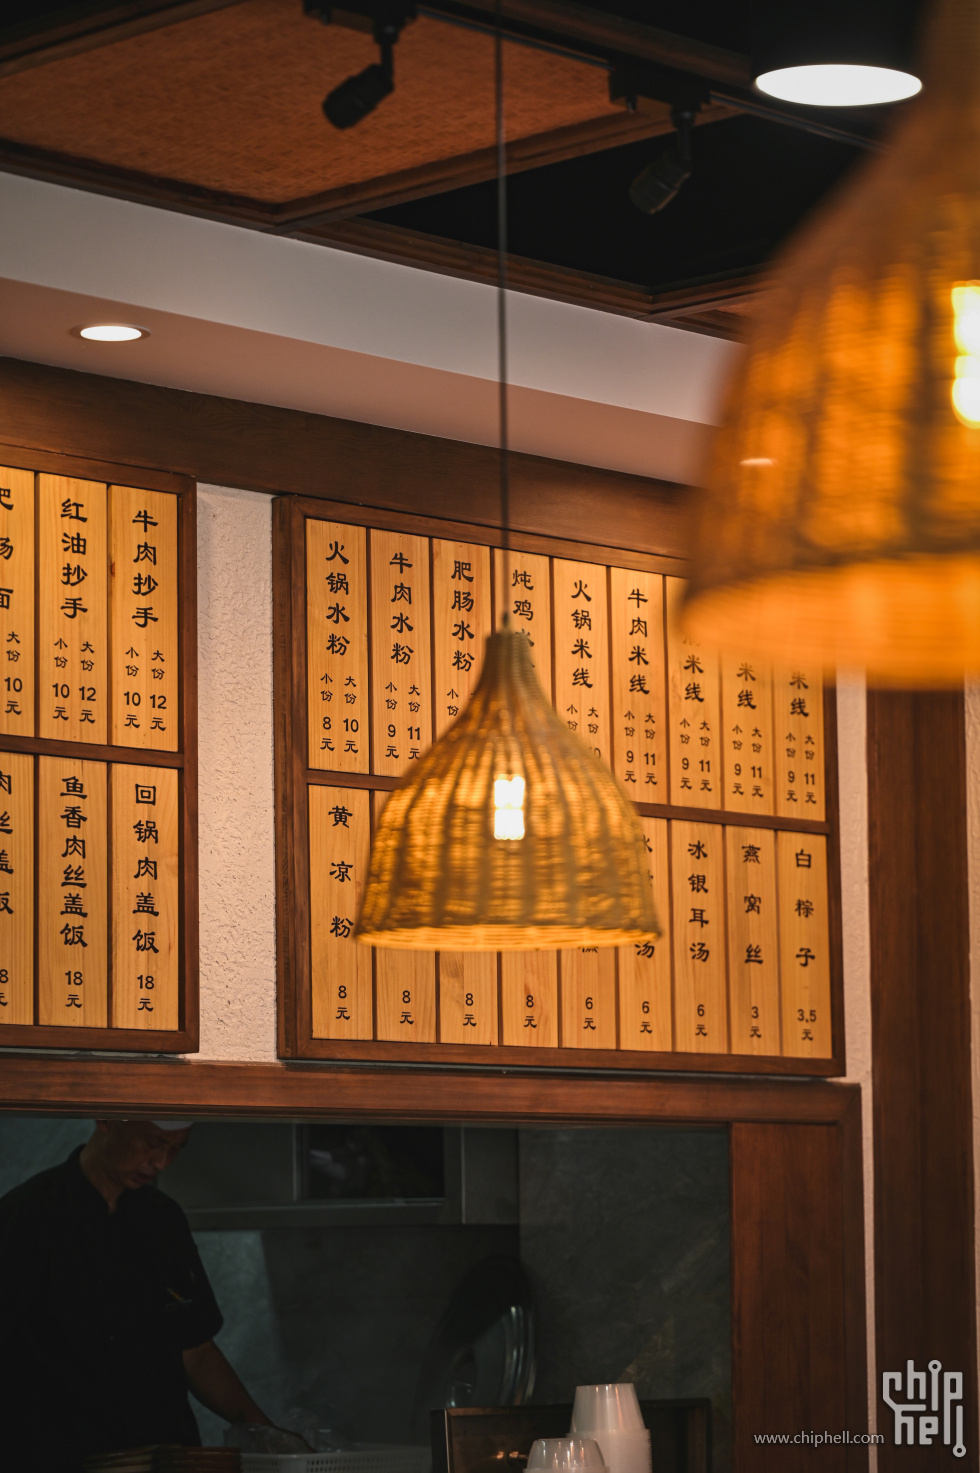 红油抄手
小份 10元
大份 12元
牛肉抄手
小份 10元
大份 12元
鱼香肉丝盖饭
18元
回锅肉盖饭
18元
火锅水粉
小份 8元
大份 10元
牛肉水粉
小份 9元
大份 11元
肥肠水粉
炖鸡
火锅米线
牛肉米线
小份 9元
大份 11元
米线
小份 9元
大份 11元
米线
小份 9元
大份 11元
米线
小份 9元
大份 11元
黄凉粉
8元
8元
8元
8元
6元
汤
6元
冰银耳汤
6元
燕窝丝
3元
白粽子
3.5元
www.chiphell.com
chip
hell